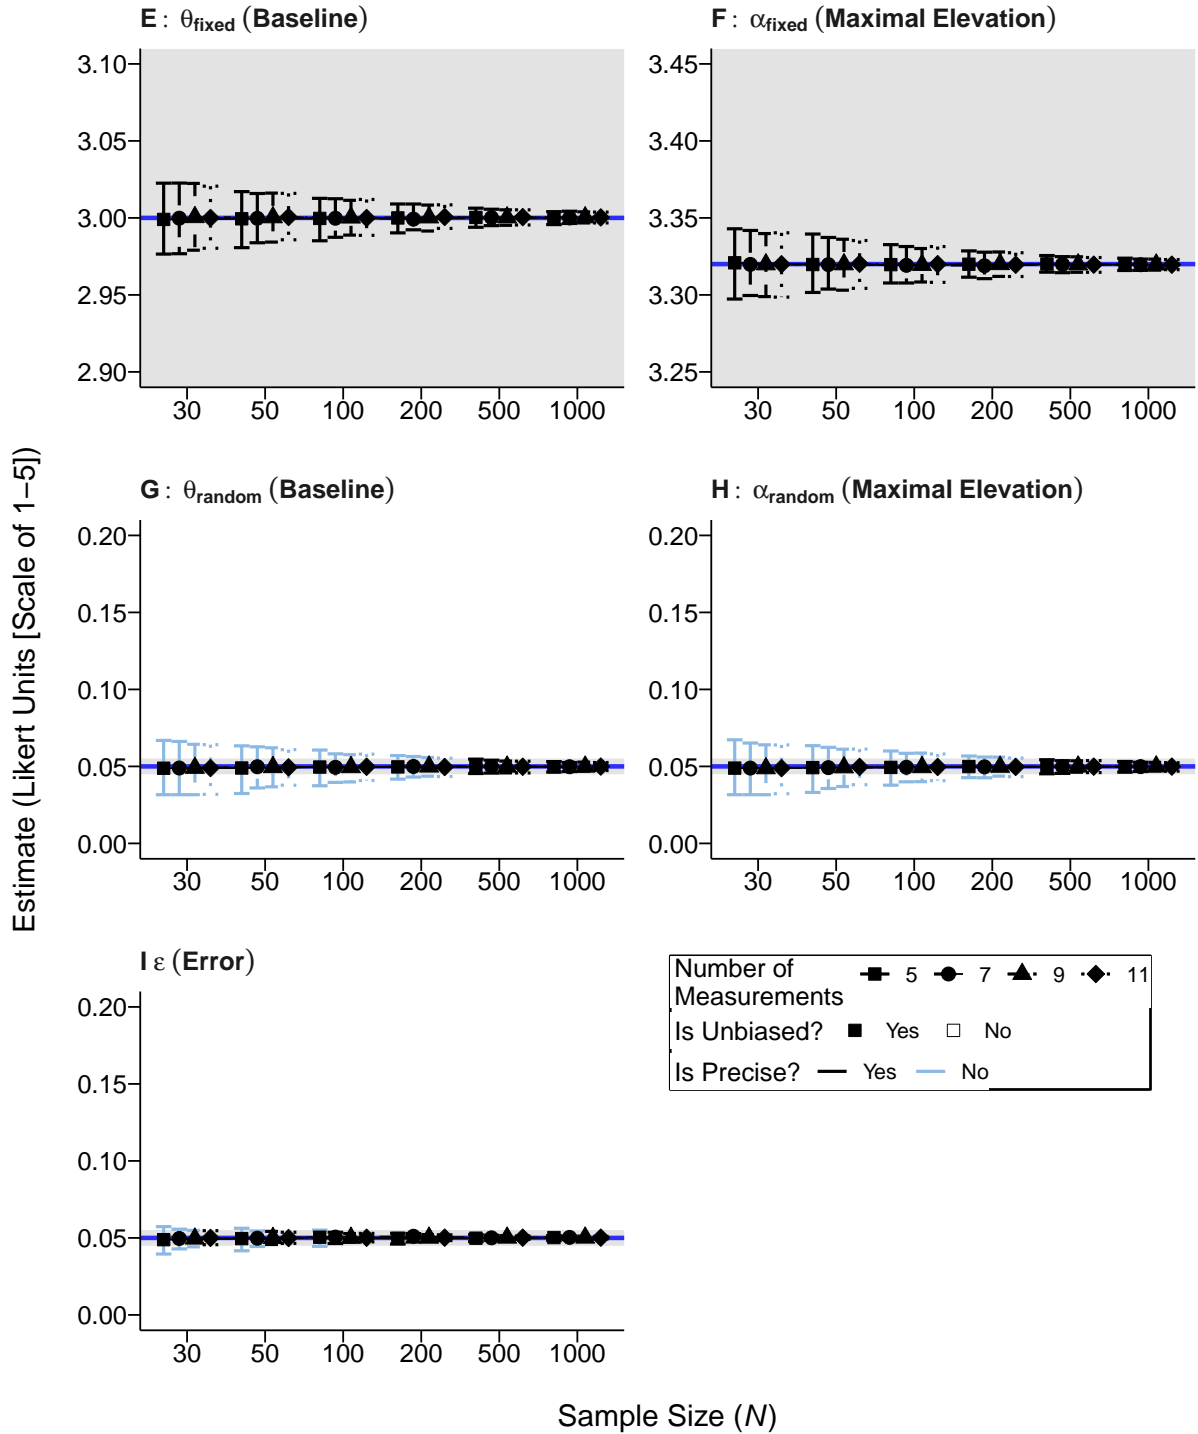 E: θfixed (Baseline)
3.10
3.05
3.00
2.95
2.90
30 50 100 200 500 1000
F: αfixed (Maximal Elevation)
3.45
3.40
3.35
3.30
3.25
30 50 100 200 500 1000
Estimate (Likert Units [Scale of 1−5])
G: θrandom (Baseline)
0.20
0.15
0.10
0.05
0.00
30 50 100 200 500 1000
H: αrandom (Maximal Elevation)
0.20
0.15
0.10
0.05
0.00
30 50 100 200 500 1000
I ε (Error)
0.20
0.15
0.10
0.05
0.00
30 50 100 200 500 1000
Number of
Measurements 5 7 9 11
Is Unbiased? Yes No
Is Precise? Yes No
Sample Size (N)